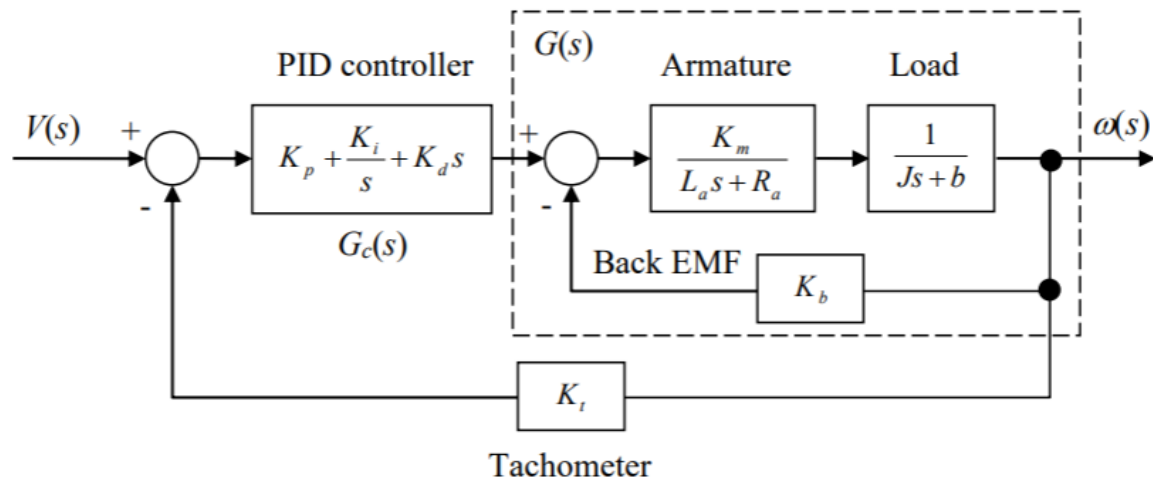 G(s)
PID controller
Armature
Load
V(s)
+
K_p + K_i/s + K_d s
+
K_m/(L_a s + R_a)
1/(Js + b)
ω(s)
-
-
G_c(s)
Back EMF
K_b
K_t
Tachometer